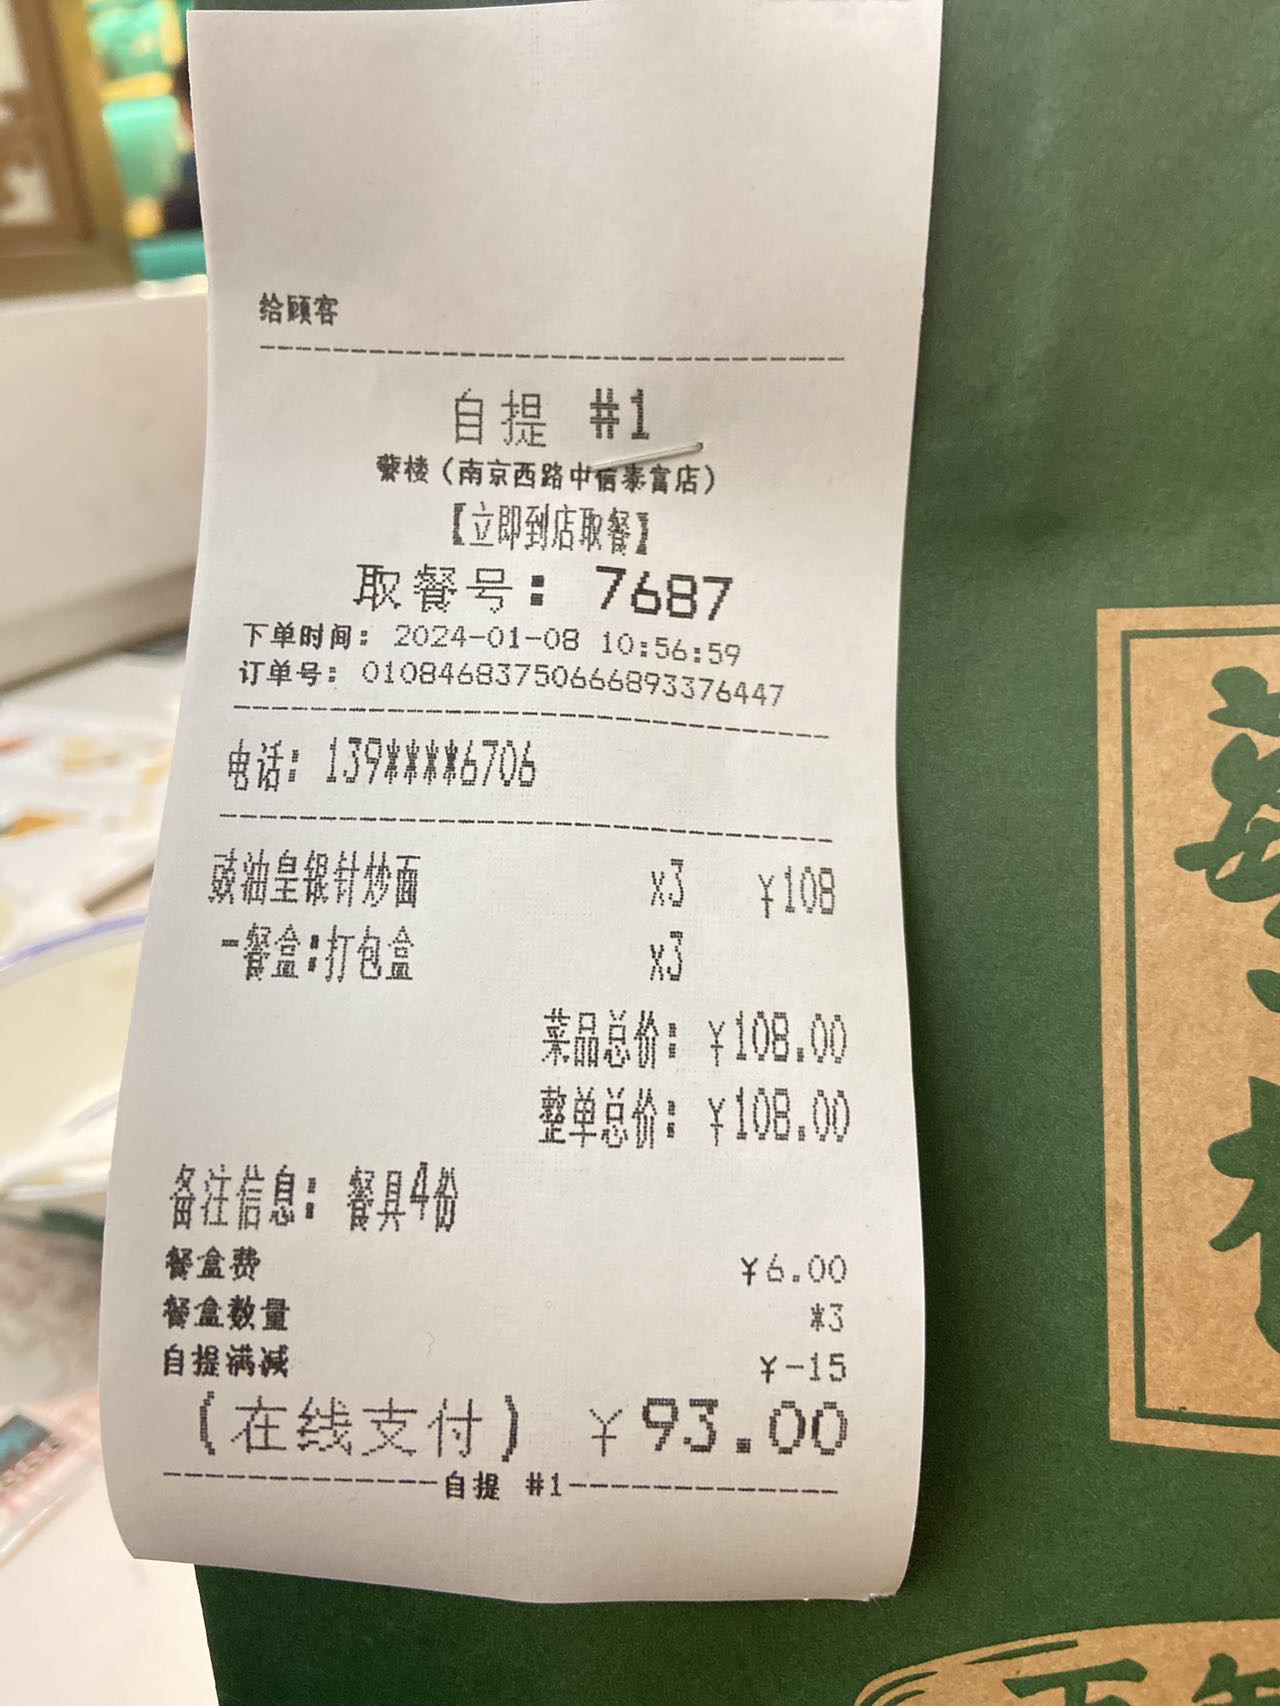 给顾客
自提 #1
蘩楼(南京西路中信泰富店)
【立即到店取餐】
取餐号: 7687
下单时间: 2024-01-08 10:56:59
订单号: 010846837506666893376447
电话: 139****6706
豉油皇银针炒面 x3 ¥108
-餐盒:打包盒 x3
菜品总价: ¥108.00
整单总价: ¥108.00
备注信息: 餐具4份
餐盒费 ¥6.00
餐盒数量 *3
自提满减 ¥-15
(在线支付) ¥93.00
自提 #1